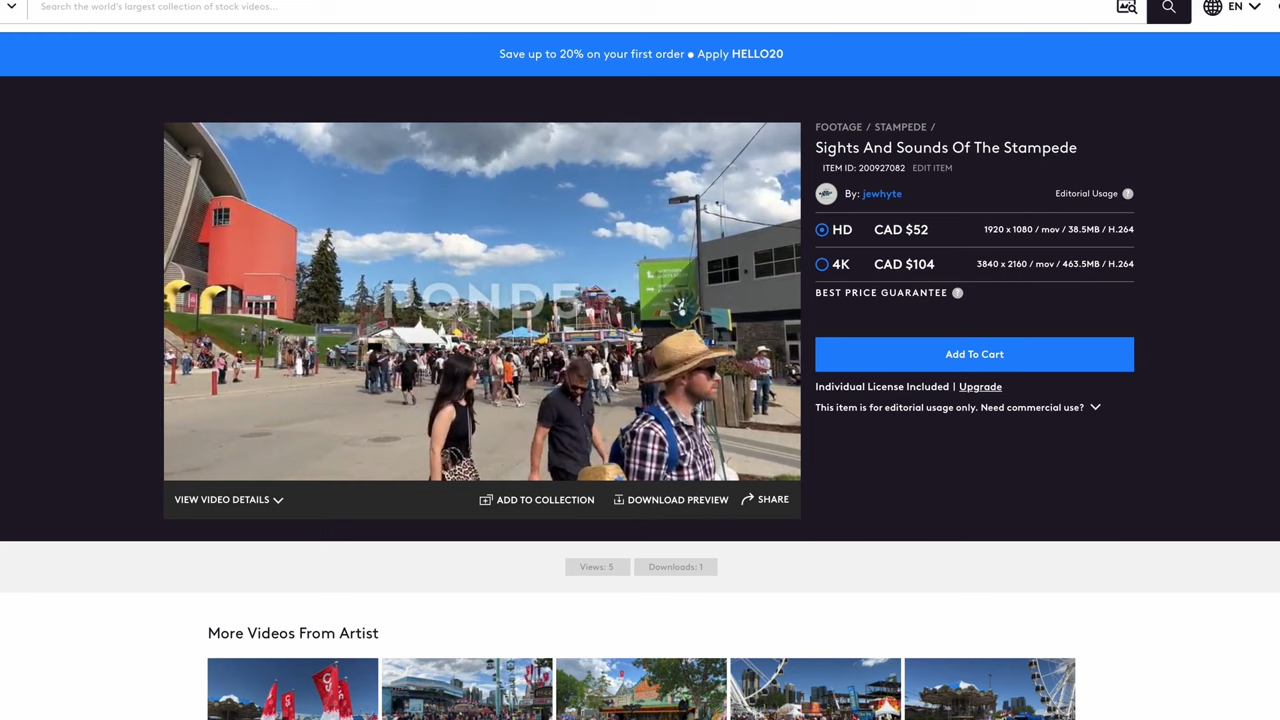 Search the world's largest collection of stock videos...
EN
Save up to 20% on your first order ● Apply HELLO20
FOOTAGE / STAMPEDE /
Sights And Sounds Of The Stampede
ITEM ID: 200927082 EDIT ITEM
By: jewhyte
Editorial Usage ?
HD CAD $52 1920 x 1080 / mov / 38.5MB / H.264
4K CAD $104 3840 x 2160 / mov / 463.5MB / H.264
BEST PRICE GUARANTEE ?
POND5
Add To Cart
Individual License Included | Upgrade
This item is for editorial usage only. Need commercial use?
VIEW VIDEO DETAILS
ADD TO COLLECTION
DOWNLOAD PREVIEW
SHARE
Views: 5
Downloads: 1
More Videos From Artist